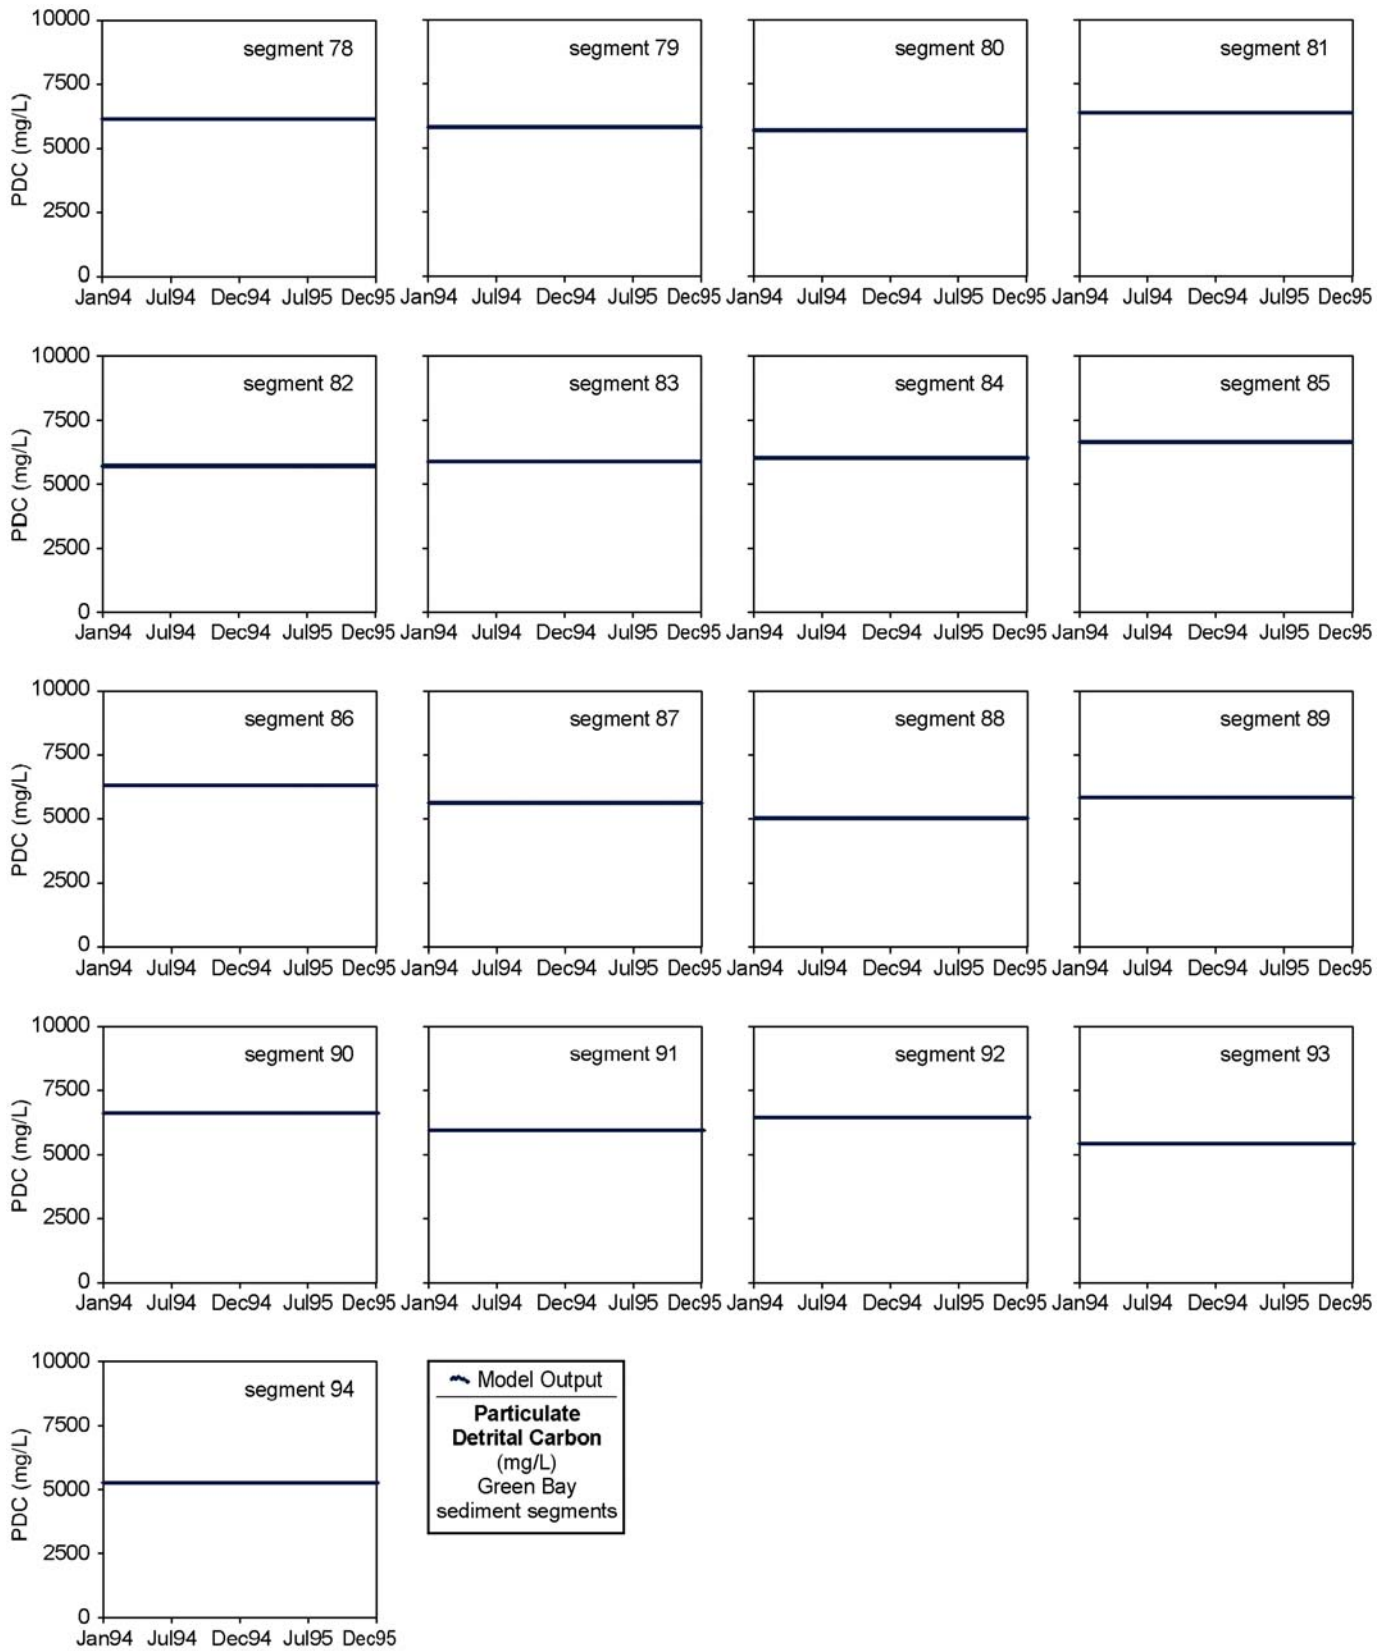 10000
segment 78
segment 79
segment 80
segment 81
7500
PDC (mg/L)
5000
2500
0
Jan94 Jul94 Dec94 Jul95 Dec95 Jan94 Jul94 Dec94 Jul95 Dec95 Jan94 Jul94 Dec94 Jul95 Dec95 Jan94 Jul94 Dec94 Jul95 Dec95
10000
segment 82
segment 83
segment 84
segment 85
7500
PDC (mg/L)
5000
2500
0
Jan94 Jul94 Dec94 Jul95 Dec95 Jan94 Jul94 Dec94 Jul95 Dec95 Jan94 Jul94 Dec94 Jul95 Dec95 Jan94 Jul94 Dec94 Jul95 Dec95
10000
segment 86
segment 87
segment 88
segment 89
7500
PDC (mg/L)
5000
2500
0
Jan94 Jul94 Dec94 Jul95 Dec95 Jan94 Jul94 Dec94 Jul95 Dec95 Jan94 Jul94 Dec94 Jul95 Dec95 Jan94 Jul94 Dec94 Jul95 Dec95
10000
segment 90
segment 91
segment 92
segment 93
7500
PDC (mg/L)
5000
2500
0
Jan94 Jul94 Dec94 Jul95 Dec95 Jan94 Jul94 Dec94 Jul95 Dec95 Jan94 Jul94 Dec94 Jul95 Dec95 Jan94 Jul94 Dec94 Jul95 Dec95
10000
segment 94
7500
PDC (mg/L)
5000
2500
0
Jan94 Jul94 Dec94 Jul95 Dec95
Model Output
Particulate
Detrital Carbon
(mg/L)
Green Bay
sediment segments